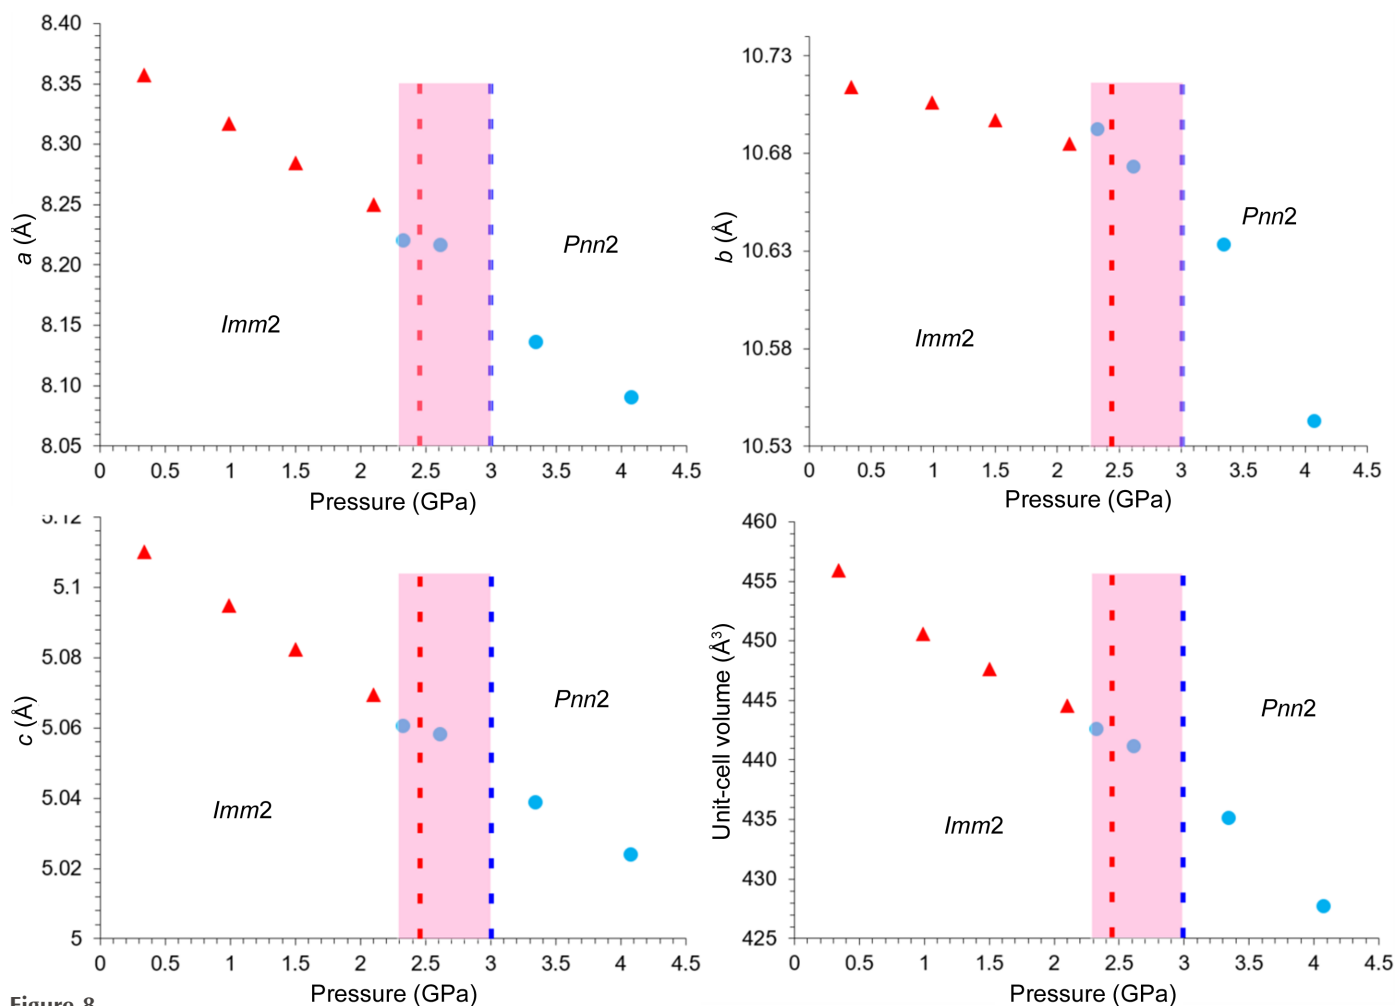 8.40
8.35
8.30
8.25
8.20
8.15
8.10
8.05
a (Å)
Imm2
Pnn2
0 0.5 1 1.5 2 2.5 3 3.5 4 4.5
Pressure (GPa)
10.73
10.68
10.63
10.58
10.53
b (Å)
Imm2
Pnn2
0 0.5 1 1.5 2 2.5 3 3.5 4 4.5
Pressure (GPa)
5.12
5.1
5.08
5.06
5.04
5.02
5
c (Å)
Imm2
Pnn2
0 0.5 1 1.5 2 2.5 3 3.5 4 4.5
Pressure (GPa)
460
455
450
445
440
435
430
425
Unit-cell volume (Å³)
Imm2
Pnn2
0 0.5 1 1.5 2 2.5 3 3.5 4 4.5
Pressure (GPa)
Figure 8